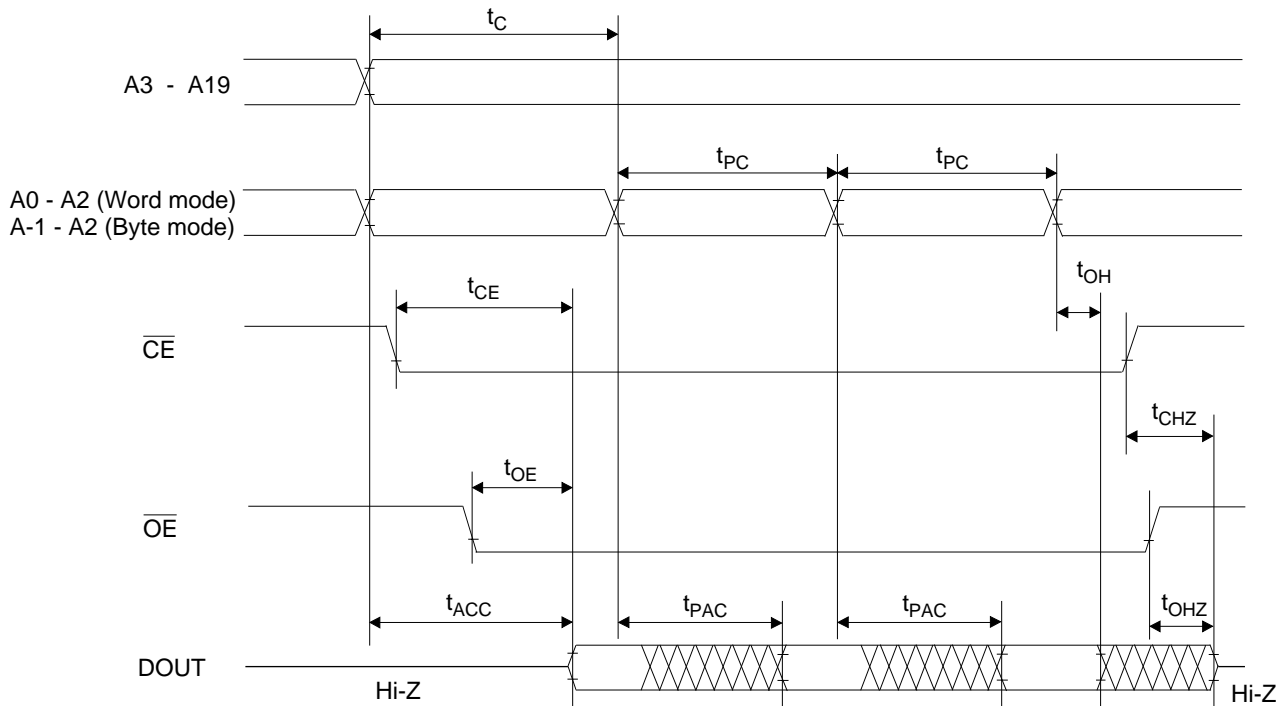 tC
A3 - A19
tPC
tPC
A0 - A2 (Word mode)
A-1 - A2 (Byte mode)
tOH
tCE
CE
tCHZ
tOE
OE
tACC
tPAC
tPAC
tOHZ
DOUT
Hi-Z
Hi-Z